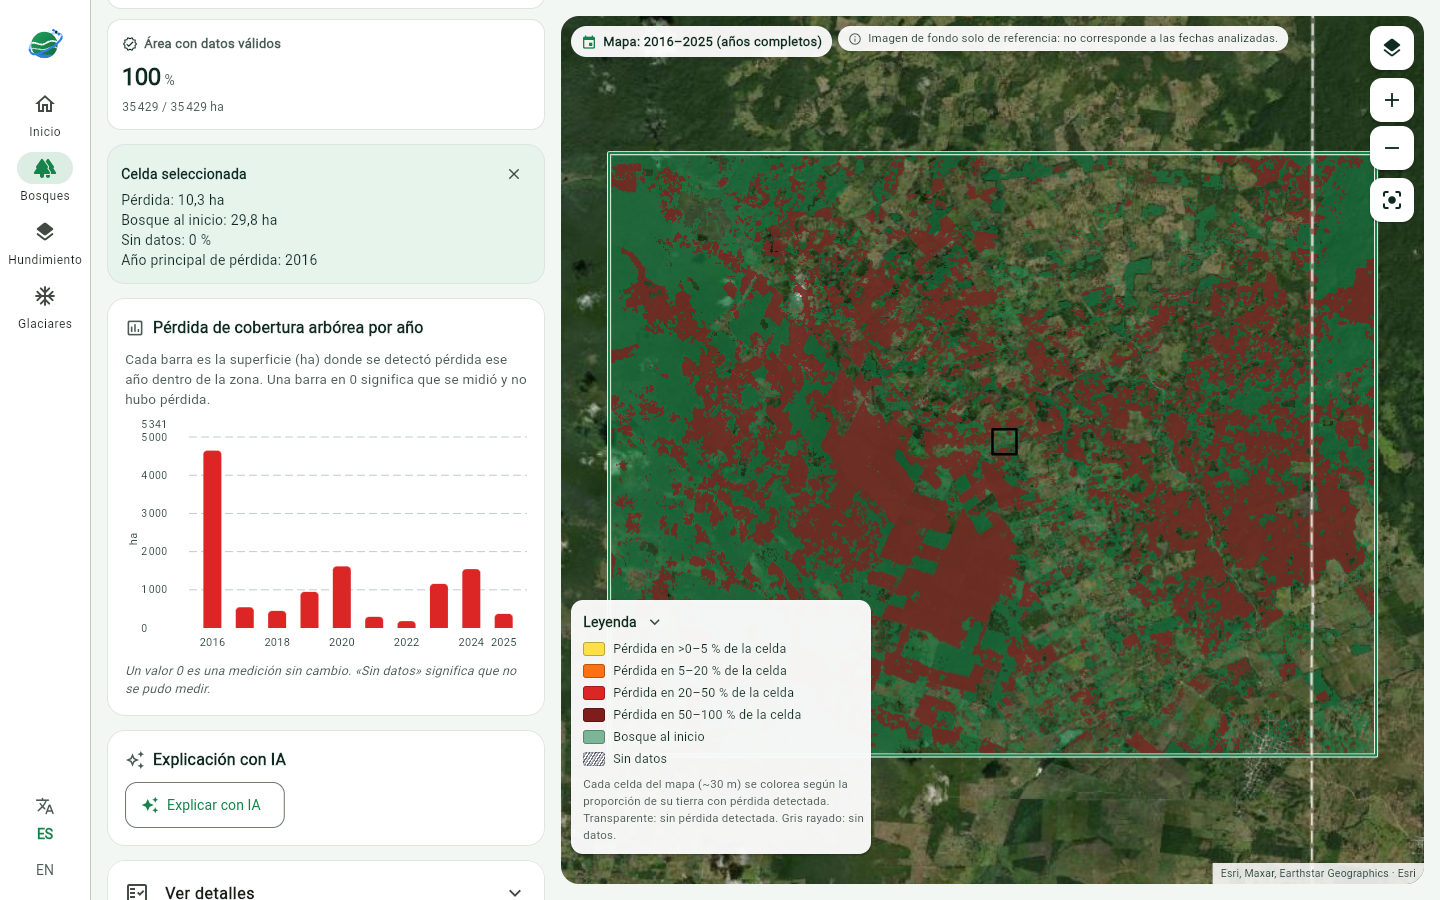 Inicio
Bosques
Hundimiento
Glaciares
ES
EN
Área con datos válidos
100 %
35 429 / 35 429 ha
Celda seleccionada
Pérdida: 10,3 ha
Bosque al inicio: 29,8 ha
Sin datos: 0 %
Año principal de pérdida: 2016
Pérdida de cobertura arbórea por año
Cada barra es la superficie (ha) donde se detectó pérdida ese
año dentro de la zona. Una barra en 0 significa que se midió y no
hubo pérdida.
5 341
5 000
4 000
3 000
2 000
1 000
0
ha
2016 2018 2020 2022 2024 2025
Un valor 0 es una medición sin cambio. «Sin datos» significa que no
se pudo medir.
Explicación con IA
Explicar con IA
Ver detalles
Mapa: 2016–2025 (años completos)
Imagen de fondo solo de referencia: no corresponde a las fechas analizadas.
Leyenda
Pérdida en >0–5 % de la celda
Pérdida en 5–20 % de la celda
Pérdida en 20–50 % de la celda
Pérdida en 50–100 % de la celda
Bosque al inicio
Sin datos
Cada celda del mapa (~30 m) se colorea según la
proporción de su tierra con pérdida detectada.
Transparente: sin pérdida detectada. Gris rayado: sin
datos.
Esri, Maxar, Earthstar Geographics · Esri